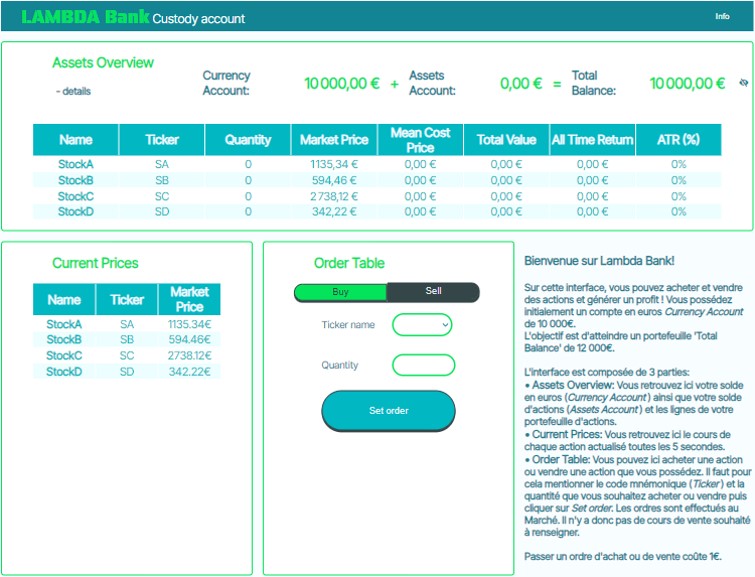 LAMBDA Bank Custody account
Info
Assets Overview
- details
Currency Account: 10 000,00 € + Assets Account: 0,00 € = Total Balance: 10 000,00 €
Name Ticker Quantity Market Price Mean Cost Price Total Value All Time Return ATR (%)
StockA SA 0 1 135,34 € 0,00 € 0,00 € 0,00 € 0%
StockB SB 0 594,46 € 0,00 € 0,00 € 0,00 € 0%
StockC SC 0 2 738,12 € 0,00 € 0,00 € 0,00 € 0%
StockD SD 0 342,22 € 0,00 € 0,00 € 0,00 € 0%
Current Prices
Name Ticker Market Price
StockA SA 1135.34€
StockB SB 594.46€
StockC SC 2738.12€
StockD SD 342.22€
Order Table
Buy Sell
Ticker name
Quantity
Set order
Bienvenue sur Lambda Bank!
Sur cette interface, vous pouvez acheter et vendre
des actions et générer un profit ! Vous possédez
initialement un compte en euros Currency Account
de 10 000€.
L'objectif est d'atteindre un portefeuille 'Total
Balance' de 12 000€.
L'interface est composée de 3 parties:
• Assets Overview: Vous retrouvez ici votre solde
en euros (Currency Account) ainsi que votre solde
d'actions (Assets Account) et les lignes de votre
portefeuille d'actions.
• Current Prices: Vous retrouvez ici le cours de
chaque action actualisé toutes les 5 secondes.
• Order Table: Vous pouvez ici acheter une action
ou vendre une action que vous possédez. Il faut pour
cela mentionner le code mnémonique (Ticker) et la
quantité que vous souhaitez acheter ou vendre puis
cliquer sur Set order. Les ordres sont effectués au
Marché. Il n'y a donc pas de cours de vente souhaité
à renseigner.
Passer un ordre d'achat ou de vente coûte 1€.